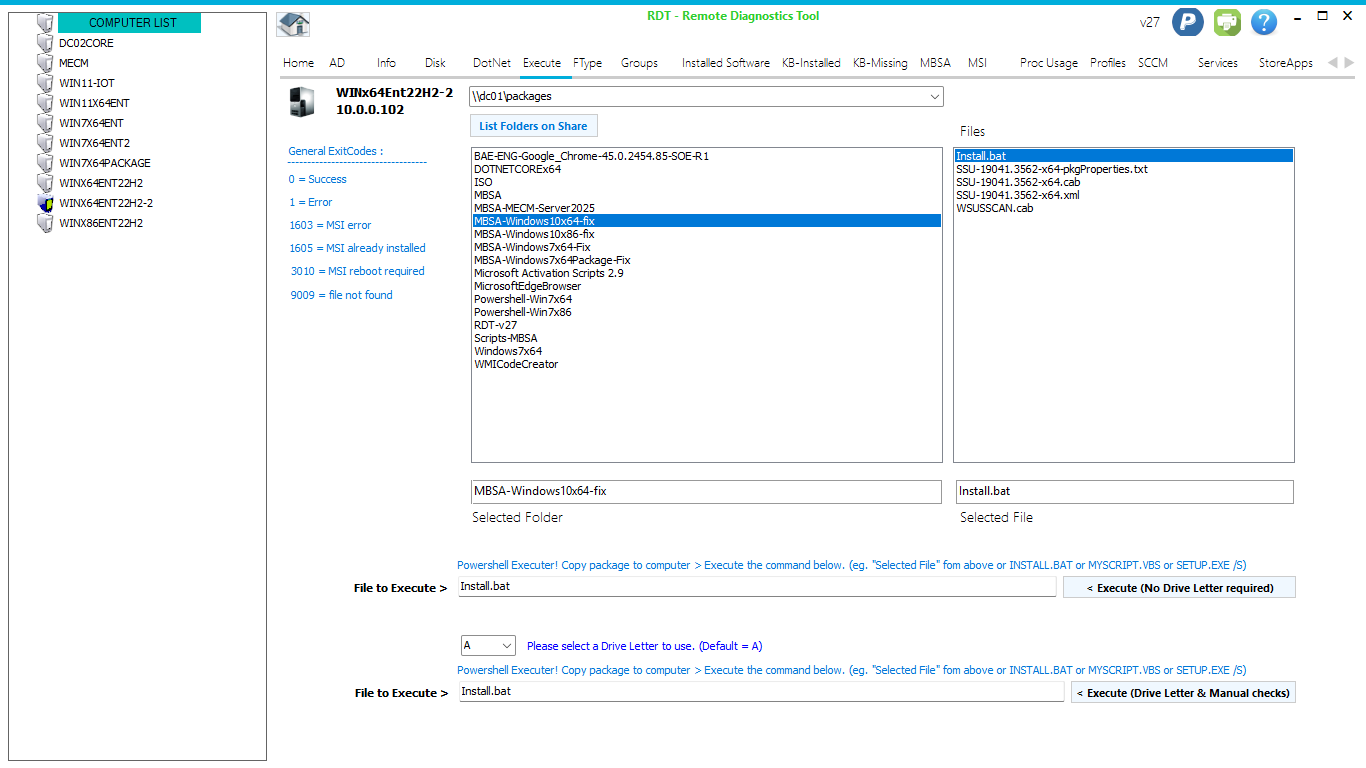 COMPUTER LIST
DC02CORE
MECM
WIN11-IOT
WIN11X64ENT
WIN7X64ENT
WIN7X64ENT2
WIN7X64PACKAGE
WINX64ENT22H2
WINX64ENT22H2-2
WINX86ENT22H2
RDT - Remote Diagnostics Tool
v27
P
?
Home AD Info Disk DotNet Execute FType Groups Installed Software KB-Installed KB-Missing MBSA MSI Proc Usage Profiles SCCM Services StoreApps
WINx64Ent22H2-2
10.0.0.102
\\dc01\packages
List Folders on Share
Files
General ExitCodes :
----------------------------------
0 = Success
1 = Error
1603 = MSI error
1605 = MSI already installed
3010 = MSI reboot required
9009 = file not found
BAE-ENG-Google_Chrome-45.0.2454.85-SOE-R1
DOTNETCOREx64
ISO
MBSA
MBSA-MECM-Server2025
MBSA-Windows10x64-fix
MBSA-Windows10x86-fix
MBSA-Windows7x64-Fix
MBSA-Windows7x64Package-Fix
Microsoft Activation Scripts 2.9
MicrosoftEdgeBrowser
Powershell-Win7x64
Powershell-Win7x86
RDT-v27
Scripts-MBSA
Windows7x64
WMICodeCreator
Install.bat
SSU-19041.3562-x64-pkgProperties.txt
SSU-19041.3562-x64.cab
SSU-19041.3562-x64.xml
WSUSSCAN.cab
MBSA-Windows10x64-fix
Install.bat
Selected Folder
Selected File
Powershell Executer! Copy package to computer > Execute the command below. (eg. "Selected File" fom above or INSTALL.BAT or MYSCRIPT.VBS or SETUP.EXE /S)
File to Execute > Install.bat < Execute (No Drive Letter required)
A Please select a Drive Letter to use. (Default = A)
Powershell Executer! Copy package to computer > Execute the command below. (eg. "Selected File" fom above or INSTALL.BAT or MYSCRIPT.VBS or SETUP.EXE /S)
File to Execute > Install.bat < Execute (Drive Letter & Manual checks)